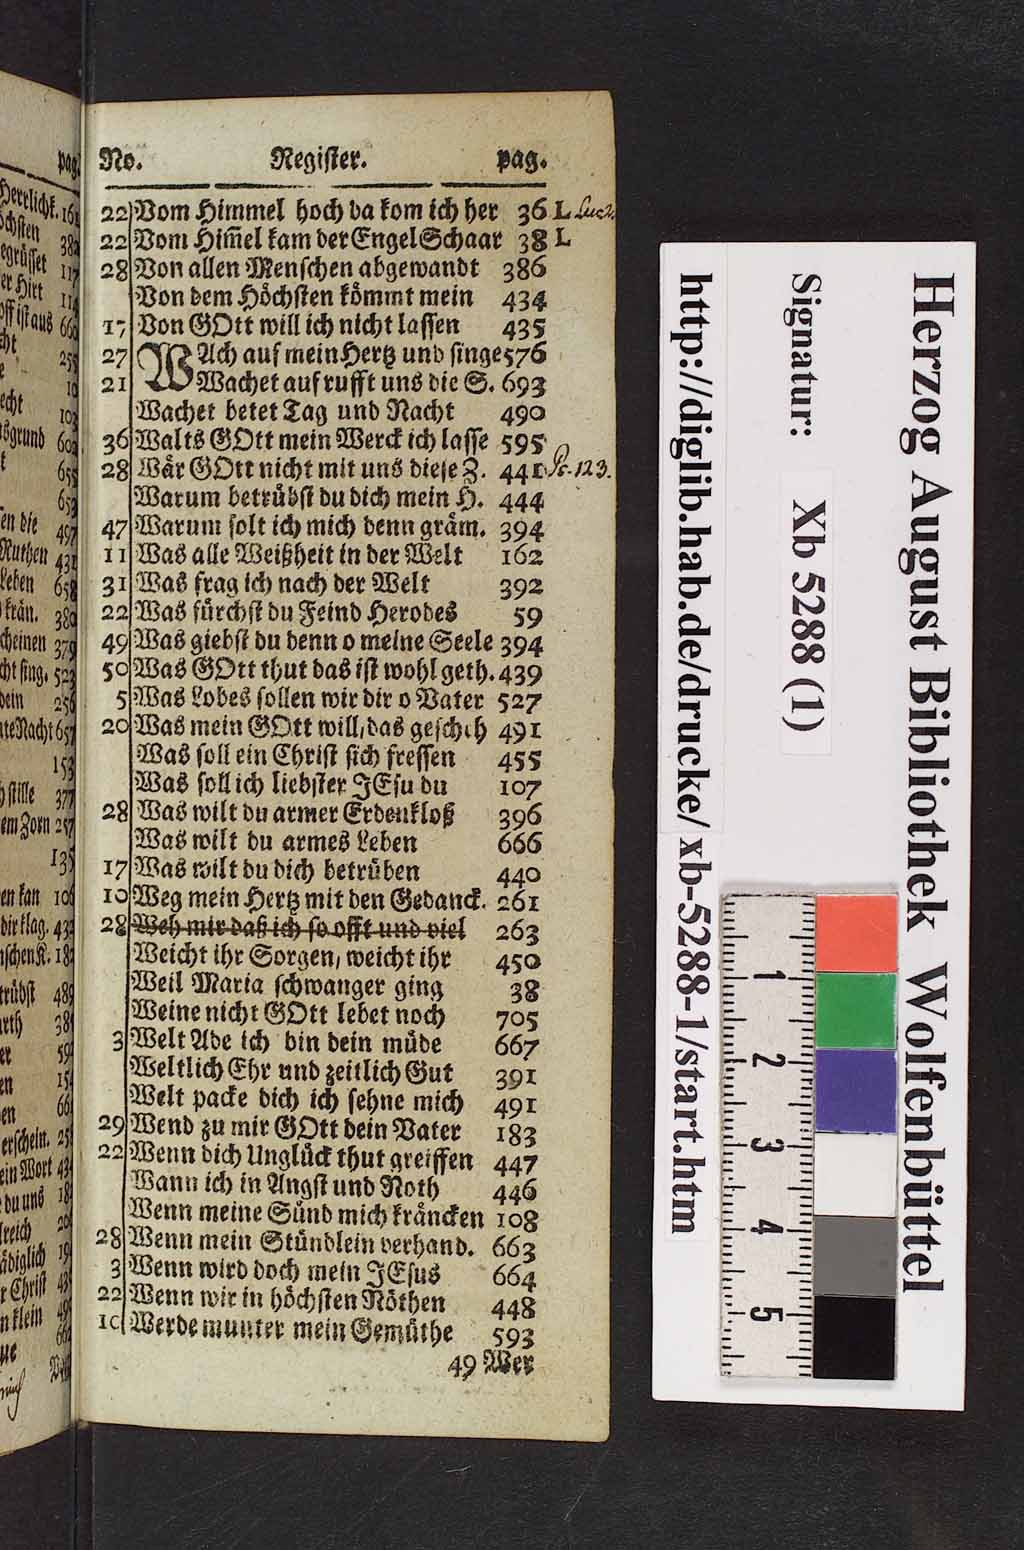 No. Register. pag.
22 Vom Himmel hoch da kom ich her 36 L Luc 2.
22 Vom Him̃el kam der Engel Schaar 38 L
28 Von allen Menschen abgewandt 386
Von dem Höchsten kömmt mein 434
17 Von GOtt will ich nicht lassen 435
27 WAch auf mein Hertz und singe 576
21 Wachet auf rufft uns die S. 693
Wachet betet Tag und Nacht 490
36 Walts GOtt mein Werck ich lasse 595
28 Wär GOtt nicht mit uns diese Z. 441 Ps. 123.
Warum betrübst du dich mein H. 444
47 Warum solt ich mich denn gräm. 394
11 Was alle Weißheit in der Welt 162
31 Was frag ich nach der Welt 392
22 Was fürchst du Feind Herodes 59
49 Was giebst du denn o meine Seele 394
50 Was GOtt thut das ist wohl geth. 439
5 Was Lobes sollen wir dir o Vater 527
20 Was mein GOtt will, das gescheh 491
Was soll ein Christ sich fressen 455
Was soll ich liebster JEsu du 107
28 Was wilt du armer Erdenkloß 396
Was wilt du armes Leben 666
17 Was wilt du dich betrüben 440
10 Weg mein Hertz mit den Gedanck. 261
28 Weh mir daß ich so offt und viel 263
Weicht ihr Sorgen, weicht ihr 450
Weil Maria schwanger ging 38
Weine nicht GOtt lebet noch 705
3 Welt Ade ich bin dein müde 667
Weltlich Ehr und zeitlich Gut 391
Welt packe dich ich sehne mich 491
29 Wend zu mir GOtt dein Vater 183
22 Wenn dich Unglück thut greiffen 447
Wann ich in Angst und Noth 446
Wenn meine Sünd mich kräncken 108
28 Wenn mein Stündlein verhand. 663
3 Wenn wird doch mein JEsus 664
22 Wenn wir in höchsten Nöthen 448
10 Werde munter mein Gemüthe 593
49 Wer
Herzog August Bibliothek Wolfenbüttel
Signatur: Xb 5288 (1)
http://diglib.hab.de/drucke/ xb-5288-1/start.htm
1
2
3
4
5